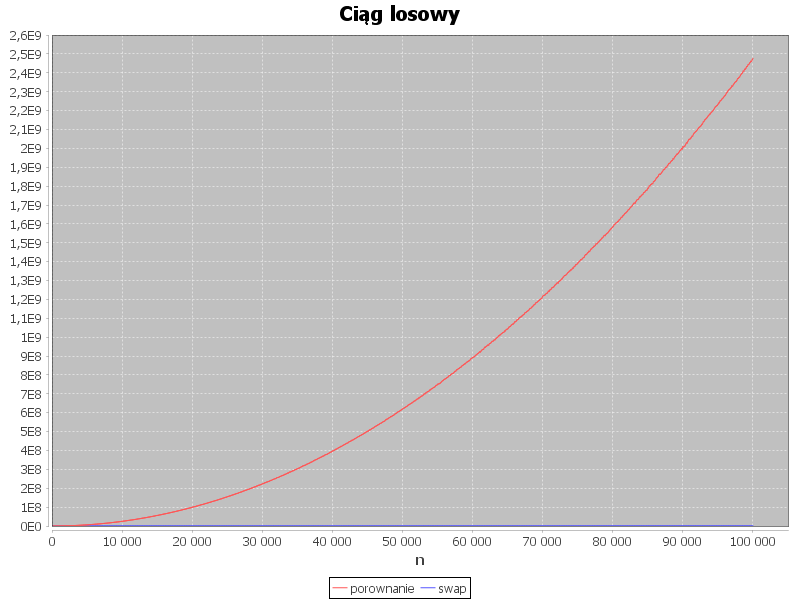 Ciąg losowy
2,6E9
2,5E9
2,4E9
2,3E9
2,2E9
2,1E9
2E9
1,9E9
1,8E9
1,7E9
1,6E9
1,5E9
1,4E9
1,3E9
1,2E9
1,1E9
1E9
9E8
8E8
7E8
6E8
5E8
4E8
3E8
2E8
1E8
0E0
0 10 000 20 000 30 000 40 000 50 000 60 000 70 000 80 000 90 000 100 000
n
porownanie swap